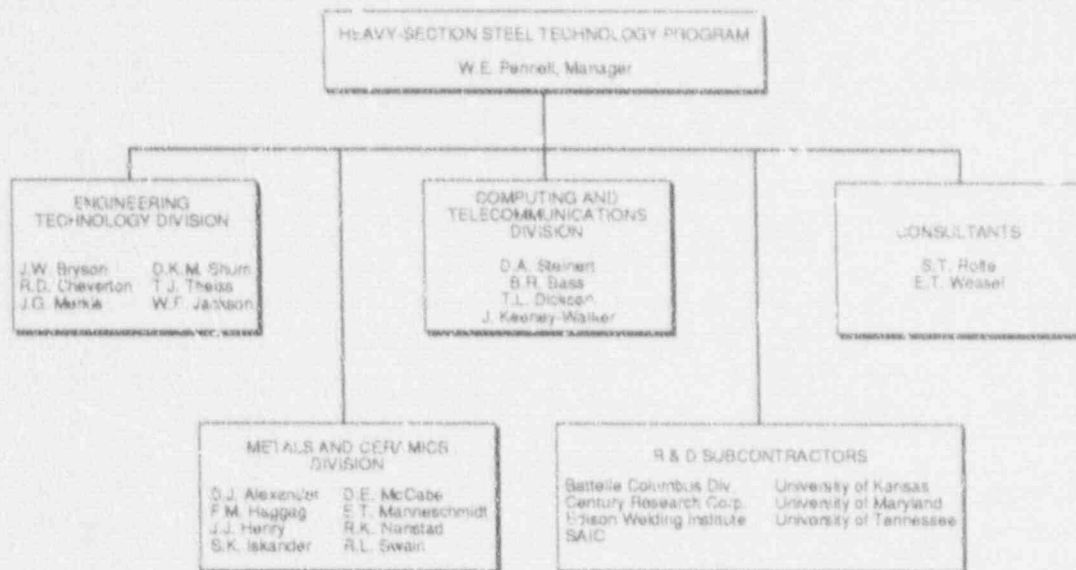 HEAVY-SECTION STEEL TECHNOLOGY PROGRAM
W.E. Pennell, Manager
ENGINEERING
TECHNOLOGY DIVISION
J.W. Bryson D.K.M. Shum
R.D. Cheverton T.J. Theiss
J.G. Merkle W.F. Jackson
COMPUTING AND
TELECOMMUNICATIONS
DIVISION
D.A. Steinert
B.R. Bass
T.L. Dickson
J. Keeney-Walker
CONSULTANTS
S.T. Rolfe
E.T. Wessel
METALS AND CERAMICS
DIVISION
D.J. Alexander D.E. McCabe
F.M. Haggag E.T. Manneschmidt
J.J. Henry R.K. Nanstad
S.K. Iskander R.L. Swain
R & D SUBCONTRACTORS
Battelle Columbus Div. University of Kansas
Century Research Corp. University of Maryland
Edison Welding Institute University of Tennessee
SAIC